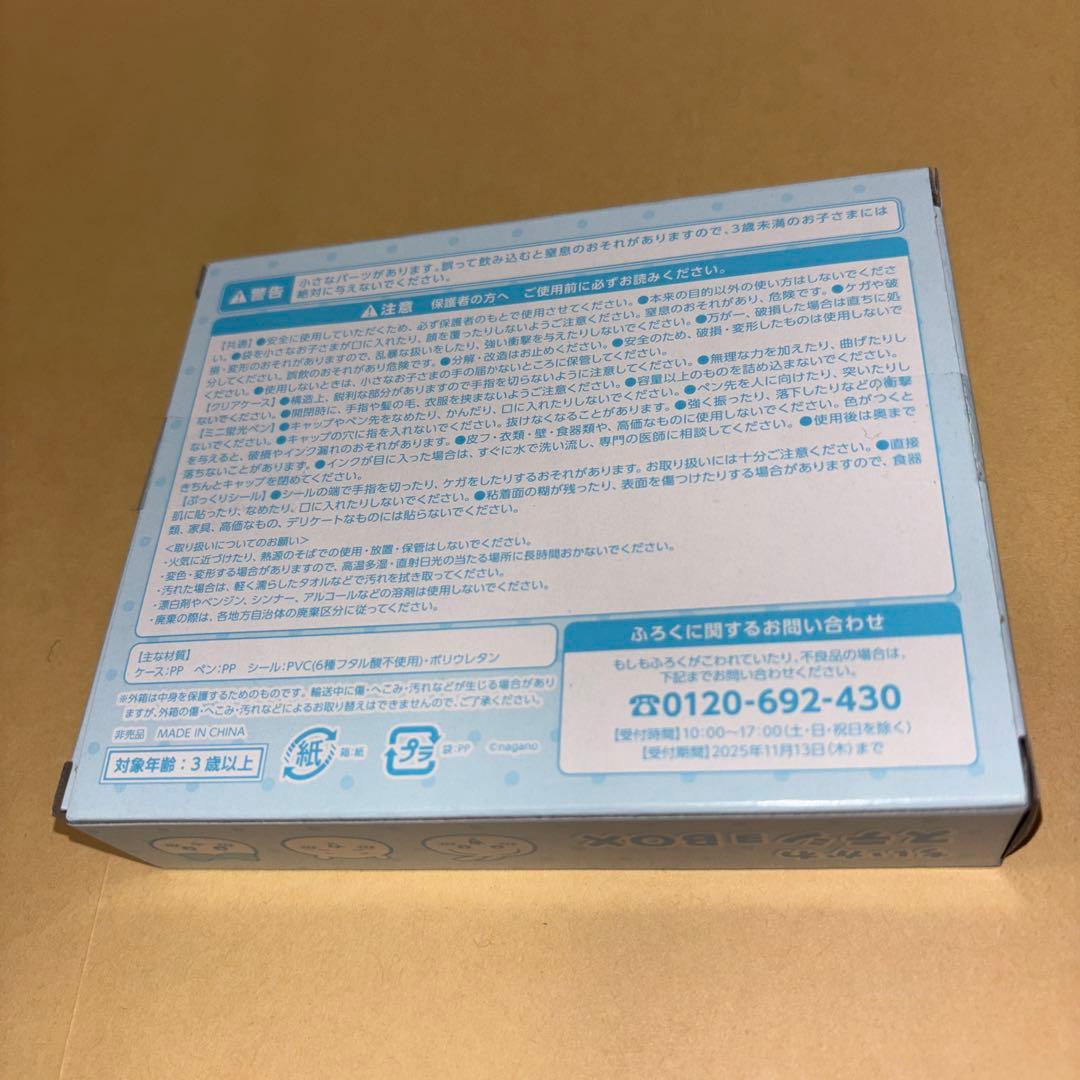 警告
小さなパーツがあります。誤って飲み込むと窒息のおそれがありますので、3歳未満のお子さまには
絶対に与えないでください。
注意 保護者の方へ ご使用前に必ずお読みください。
【共通】●安全に使用していただくため、必ず保護者のもとで使用させてください。●本来の目的以外の使い方はしないでくださ
い。●袋を小さなお子さまが口に入れたり、顔を覆ったりしないようご注意ください。窒息のおそれがあり、危険です。●ケガや破
損・変形のおそれがありますので、乱暴な扱いをしたり、強い衝撃を与えたりしないでください。●万が一、破損した場合は直ちに処
分してください。誤飲のおそれがあり危険です。●分解・改造はお止めください。●安全のため、破損・変形したものは使用しないで
ください。●使用しないときは、小さなお子さまの手の届かないところに保管してください。
【クリアケース】●構造上、鋭利な部分がありますので手指を切らないように注意してください。●無理な力を加えたり、曲げたりし
ないでください。●開閉時に、手指や髪の毛、衣服を挟まないようご注意ください。●容量以上のものを詰め込まないでください。
【ミニ蛍光ペン】●キャップやペン先をなめたり、かんだり、口に入れたりしないでください。●ペン先を人に向けたり、突いたりし
ないでください。●キャップの穴に指を入れないでください。抜けなくなることがあります。●強く振ったり、落下したりなどの衝撃
を与えると、破損やインク漏れのおそれがあります。●皮フ・衣類・壁・食器類や、高価なものに使用しないでください。色がつくと
落ちないことがあります。●インクが目に入った場合は、すぐに水で洗い流し、専門の医師に相談してください。●使用後は奥まで
きちんとキャップを閉めてください。
【ぷっくりシール】●シールの端で手指を切ったり、ケガをしたりするおそれがあります。お取り扱いには十分ご注意ください。●直接
肌に貼ったり、なめたり、口に入れたりしないでください。●粘着面の糊が残ったり、表面を傷つけたりする場合がありますので、食器
類、家具、高価なもの、デリケートなものには貼らないでください。
<取り扱いについてのお願い>
・火気に近づけたり、熱源のそばでの使用・放置・保管はしないでください。
・変色・変形する場合がありますので、高温多湿・直射日光の当たる場所に長時間おかないでください。
・汚れた場合は、軽く濡らしたタオルなどで汚れを拭き取ってください。
・漂白剤やベンジン、シンナー、アルコールなどの溶剤は使用しないでください。
・廃棄の際は、各地方自治体の廃棄区分に従ってください。
【主な材質】
ケース:PP ペン:PP シール:PVC(6種フタル酸不使用)・ポリウレタン
※外箱は中身を保護するためのものです。輸送中に傷・へこみ・汚れなどが生じる場合があり
ますが、外箱の傷・へこみ・汚れなどによるお取り替えはできませんので、ご了承ください。
非売品 MADE IN CHINA
対象年齢:3歳以上
紙 箱:紙
プラ 袋:PP
©nagano
ふろくに関するお問い合わせ
もしもふろくがこわれていたり、不良品の場合は、
下記までお問い合わせください。
☎0120-692-430
【受付時間】10:00〜17:00(土・日・祝日を除く)
【受付期間】2025年11月13日(木)まで
ちいかわ
ステンショBOX